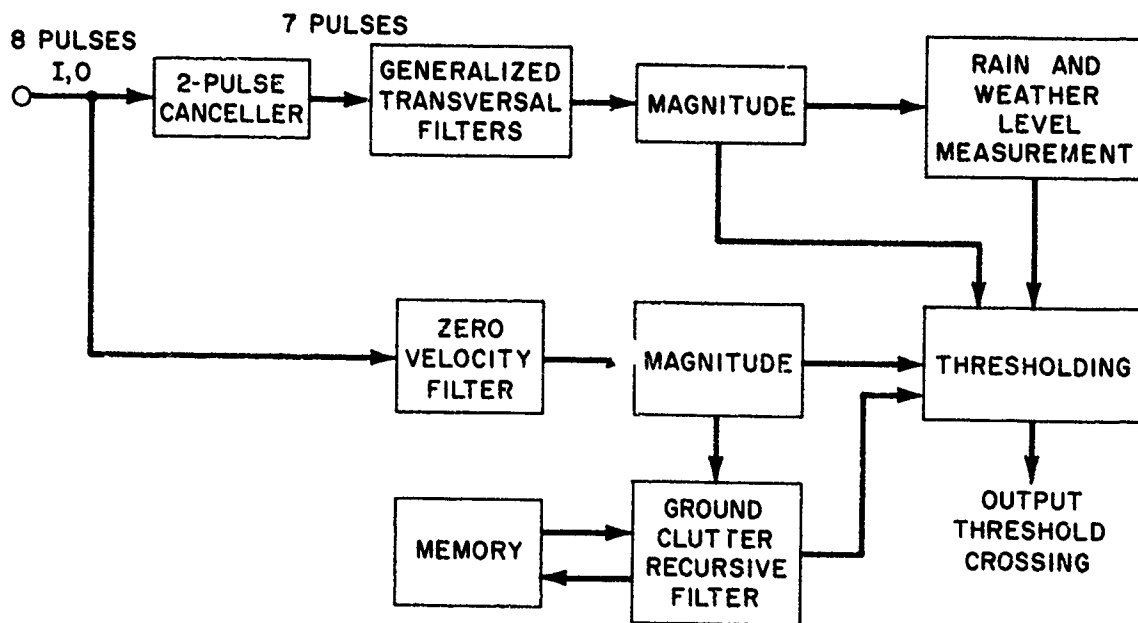 8 PULSES
I,O
2-PULSE
CANCELLER
7 PULSES
GENERALIZED
TRANSVERSAL
FILTERS
MAGNITUDE
RAIN AND
WEATHER
LEVEL
MEASUREMENT
ZERO
VELOCITY
FILTER
MAGNITUDE
THRESHOLDING
MEMORY
GROUND
CLUTTER
RECURSIVE
FILTER
OUTPUT
THRESHOLD
CROSSING